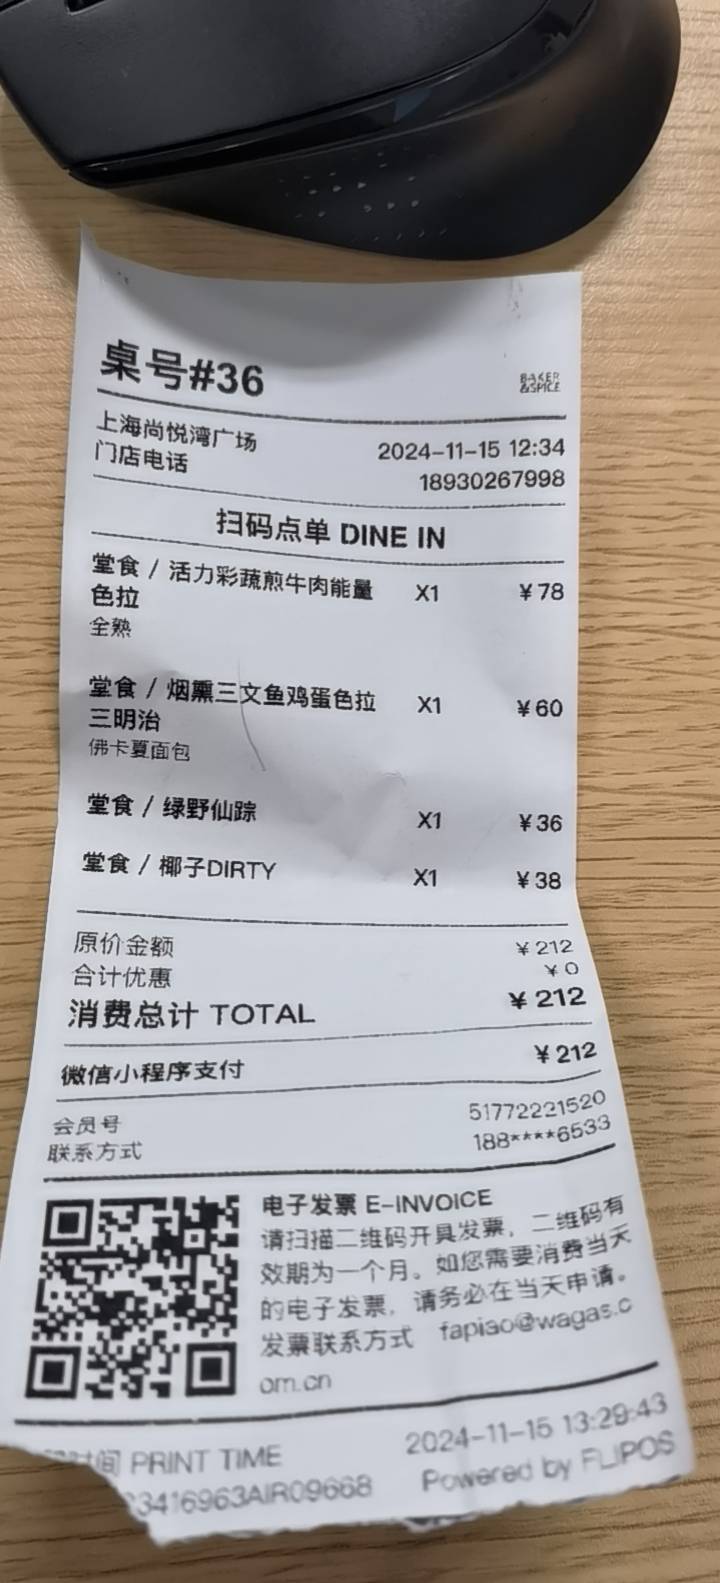 桌号#36
BAKER
&SPICE
上海尚悦湾广场
2024-11-15 12:34
门店电话
18930267998
扫码点单 DINE IN
堂食 / 活力彩蔬煎牛肉能量 X1 ¥78
色拉
全熟
堂食 / 烟熏三文鱼鸡蛋色拉 X1 ¥60
三明治
佛卡夏面包
堂食 / 绿野仙踪 X1 ¥36
堂食 / 椰子DIRTY X1 ¥38
原价金额 ¥212
合计优惠 ¥0
消费总计 TOTAL ¥212
微信小程序支付 ¥212
会员号 51772221520
联系方式 188****6533
电子发票 E-INVOICE
请扫描二维码开具发票，二维码有
效期为一个月。如您需要消费当天
的电子发票，请务必在当天申请。
发票联系方式 fapiao@wagas.c
om.cn
时间 PRINT TIME 2024-11-15 13:29:43
3416963AIR09668 Powered by FLIPOS